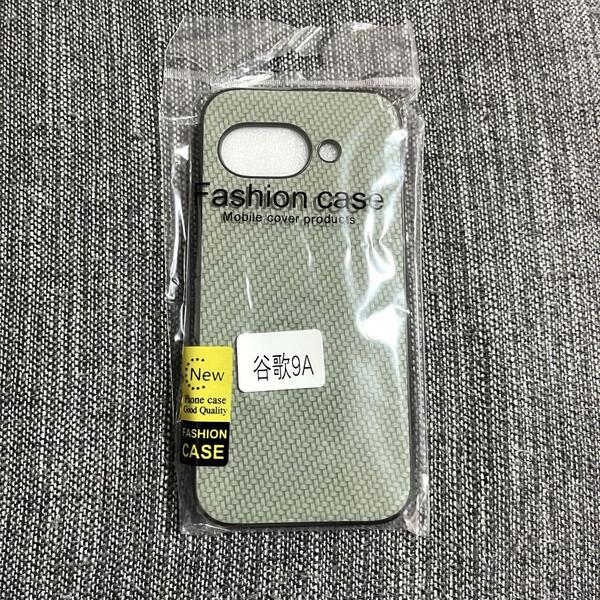 Fashion case
Mobile cover products
谷歌9A
New
Phone case
Good Quality
FASHION
CASE